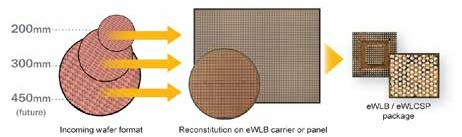 200mm
300mm
450mm
(future)
Incoming wafer format
Reconstitution on eWLB carrier or panel
eWLB / eWLCSP
package